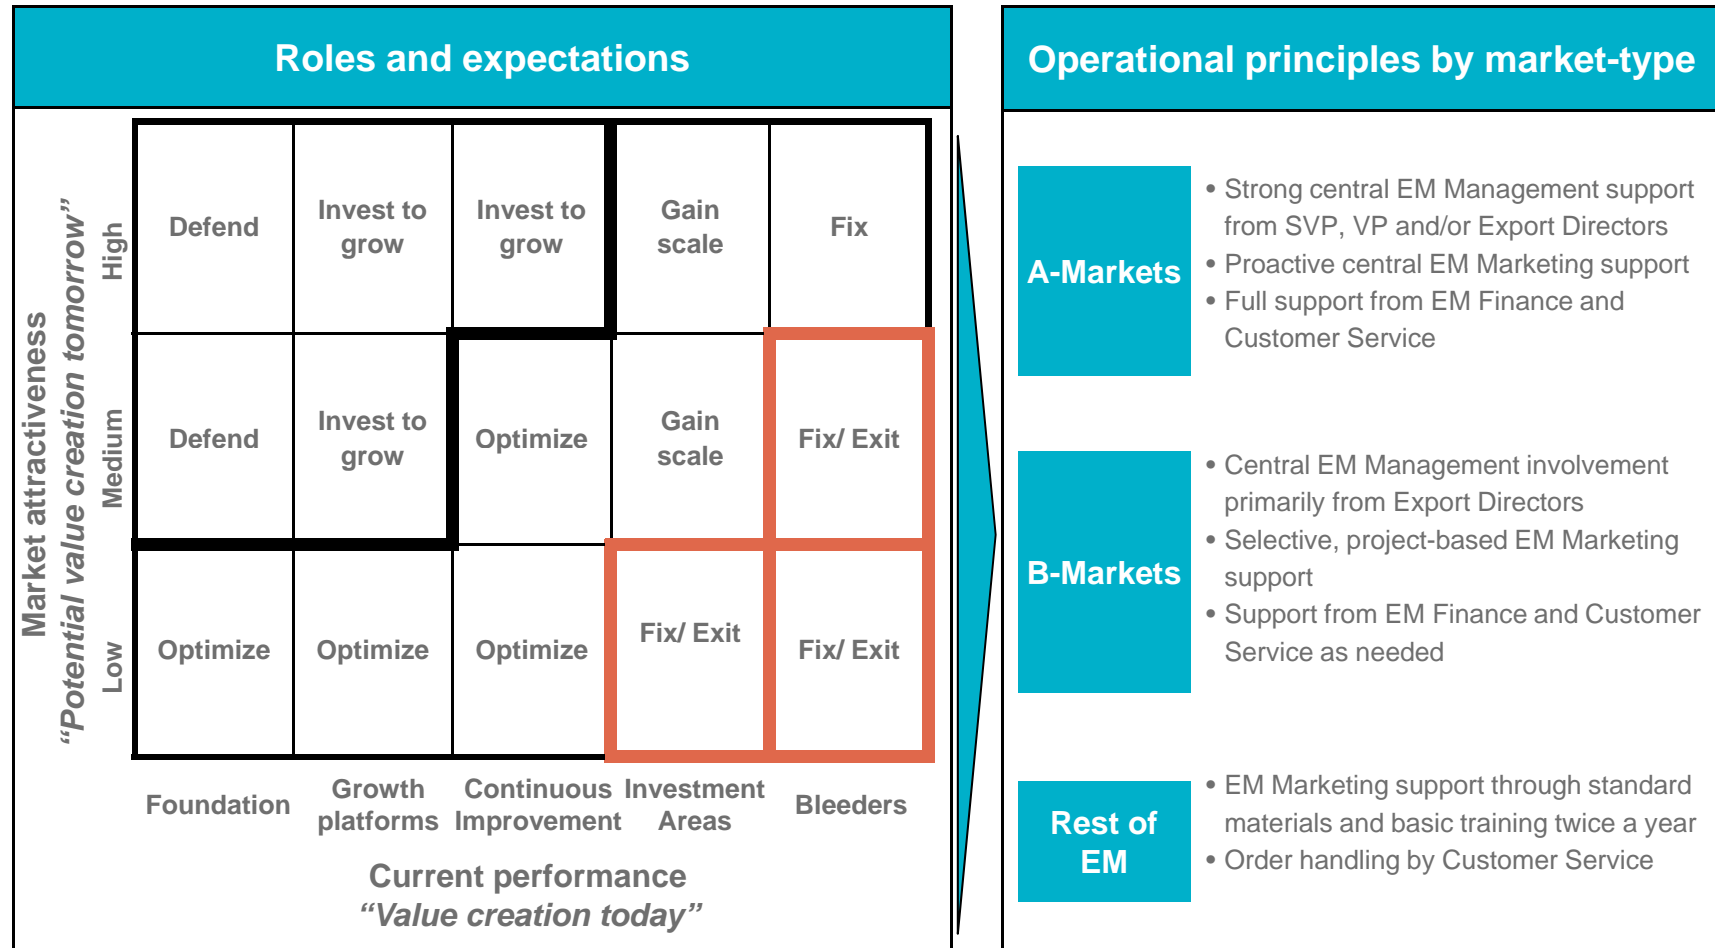 Roles and expectations
Market attractiveness
“Potential value creation tomorrow”
High
Defend
Invest to
grow
Invest to
grow
Gain
scale
Fix
Medium
Defend
Invest to
grow
Optimize
Gain
scale
Fix/ Exit
Low
Optimize
Optimize
Optimize
Fix/ Exit
Fix/ Exit
Foundation
Growth
platforms
Continuous
Improvement
Investment
Areas
Bleeders
Current performance
“Value creation today”
Operational principles by market-type
A-Markets
• Strong central EM Management support
from SVP, VP and/or Export Directors
• Proactive central EM Marketing support
• Full support from EM Finance and
Customer Service
B-Markets
• Central EM Management involvement
primarily from Export Directors
• Selective, project-based EM Marketing
support
• Support from EM Finance and Customer
Service as needed
Rest of
EM
• EM Marketing support through standard
materials and basic training twice a year
• Order handling by Customer Service